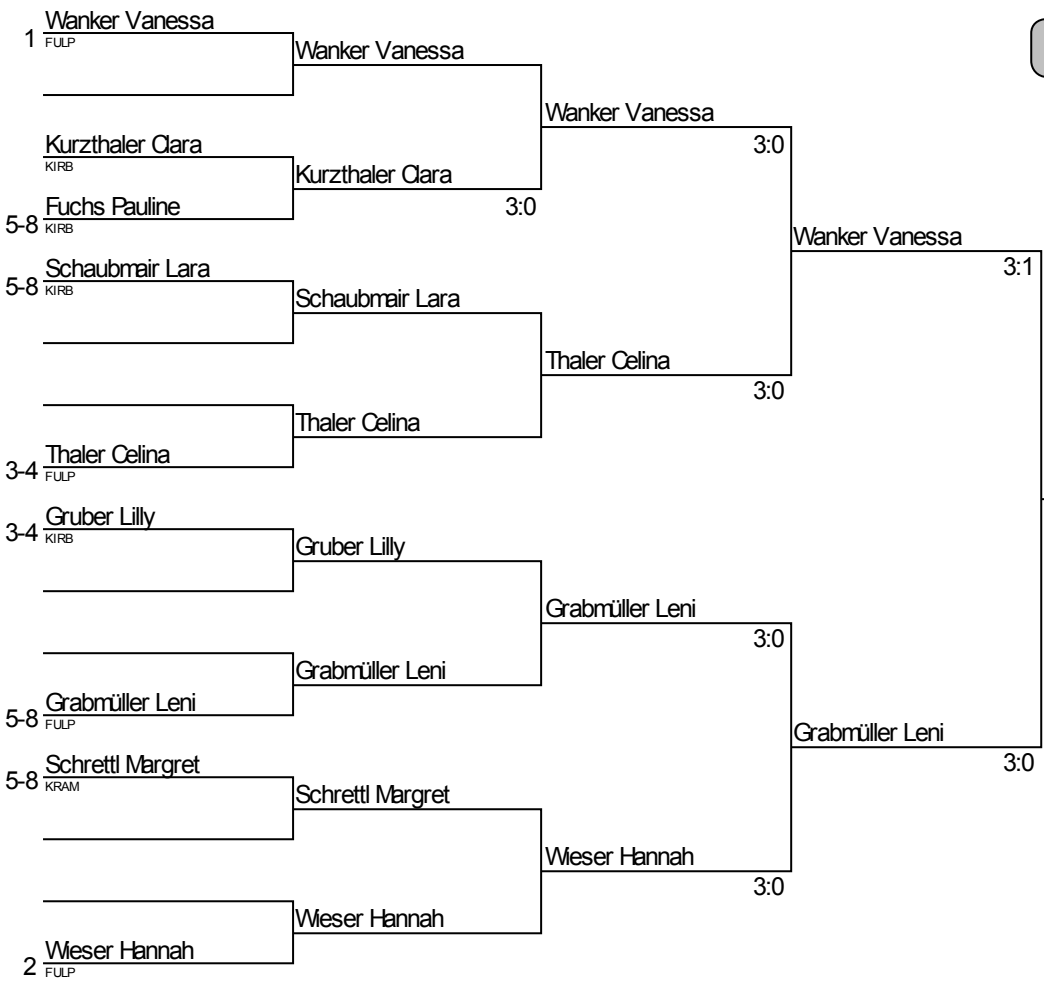 Wanker Vanessa
1 FULP
Wanker Vanessa
Wanker Vanessa
3:0
Kurzthaler Clara
KIRB
Kurzthaler Clara
3:0
Fuchs Pauline
5-8 KIRB
Wanker Vanessa
3:1
Schaubmair Lara
5-8 KIRB
Schaubmair Lara
Thaler Celina
3:0
Thaler Celina
Thaler Celina
3-4 FULP
Gruber Lilly
3-4 KIRB
Gruber Lilly
Grabmüller Leni
3:0
Grabmüller Leni
Grabmüller Leni
5-8 FULP
Grabmüller Leni
3:0
Schrettl Margret
5-8 KRAM
Schrettl Margret
Wieser Hannah
3:0
Wieser Hannah
Wieser Hannah
2 FULP